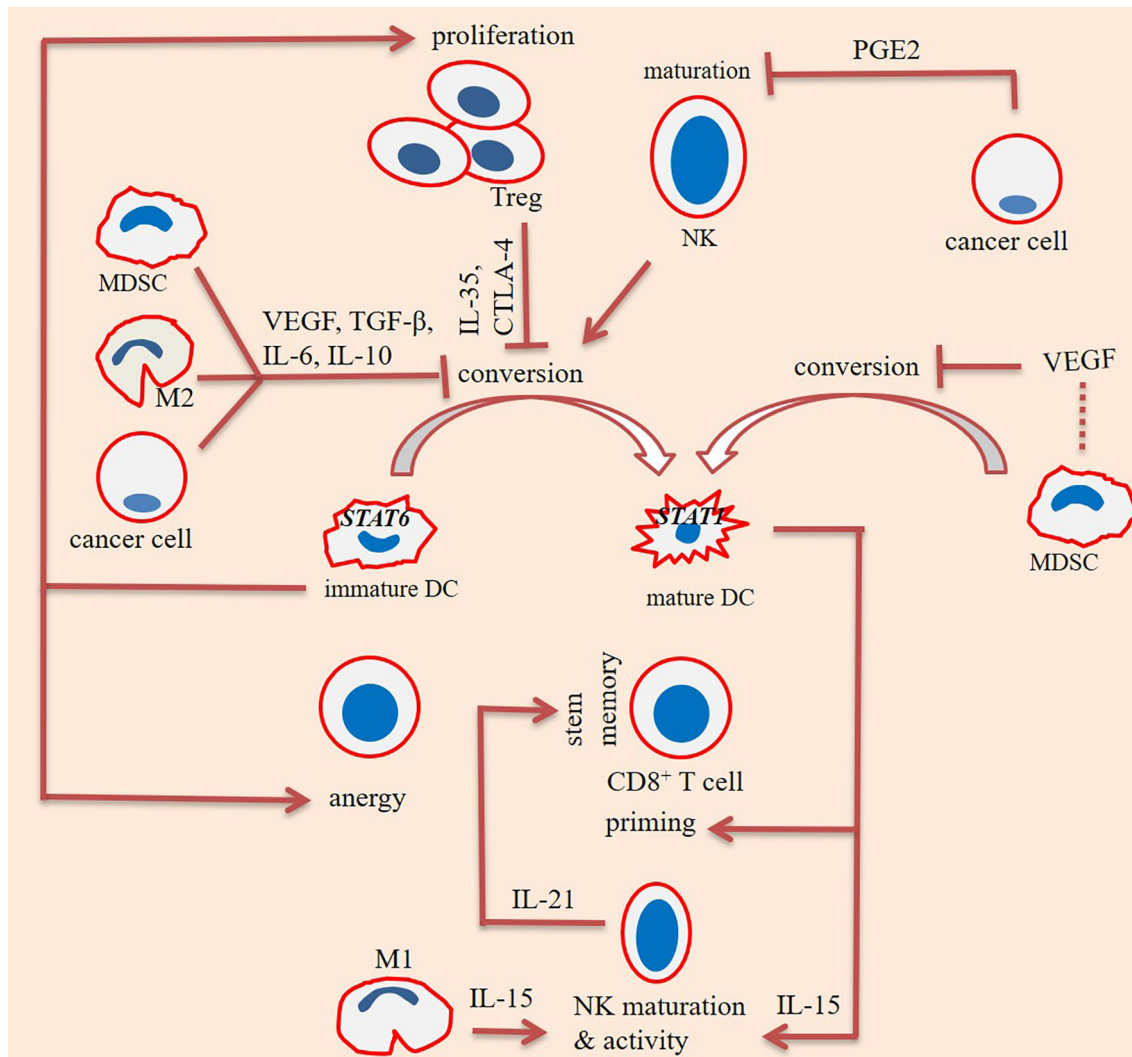 proliferation
PGE2
maturation
Treg
NK
cancer cell
MDSC
IL-35,
CTLA-4
VEGF, TGF-β,
IL-6, IL-10
M2
conversion
conversion
VEGF
cancer cell
STAT6
STAT1
immature DC
mature DC
MDSC
stem
memory
CD8⁺ T cell
anergy
priming
IL-21
M1
IL-15
NK maturation
& activity
IL-15